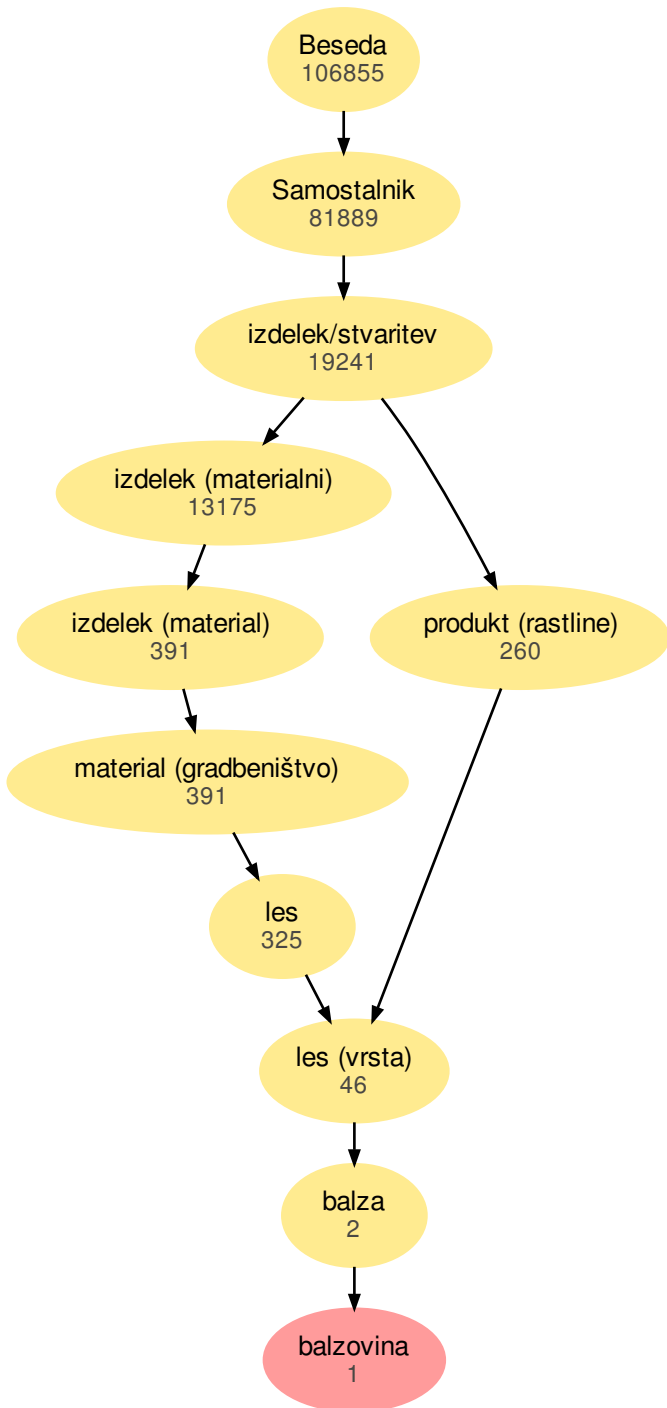 Beseda
106855
Samostalnik
81889
izdelek/stvaritev
19241
izdelek (materialni)
13175
izdelek (material)
391
produkt (rastline)
260
material (gradbeništvo)
391
les
325
les (vrsta)
46
balza
2
balzovina
1